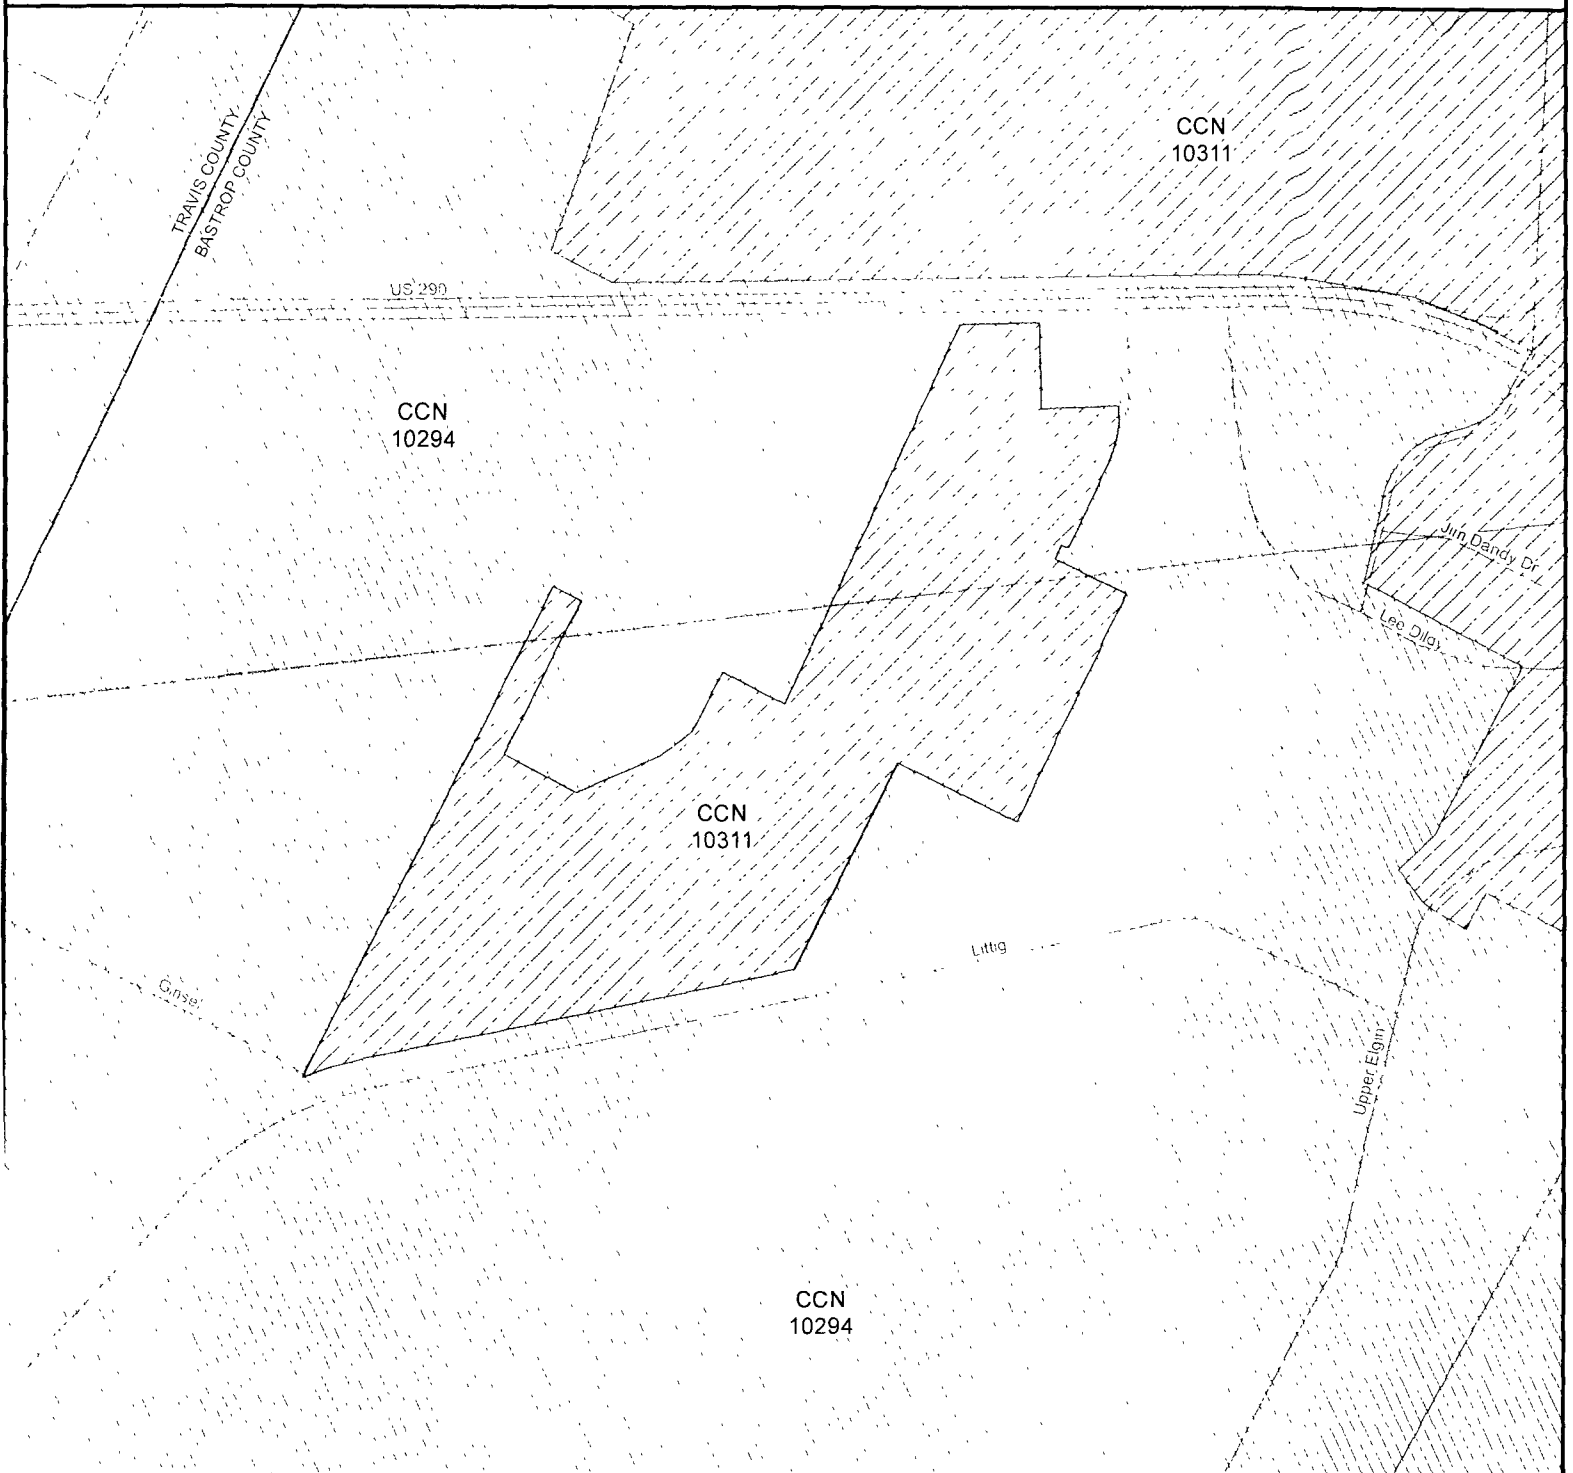 CCN
10311
TRAVIS COUNTY
BASTROP COUNTY
US 290
CCN
10294
Jim Dandy Dr
Lee Dildy
CCN
10311
Littig
Upper Elgin
CCN
10294